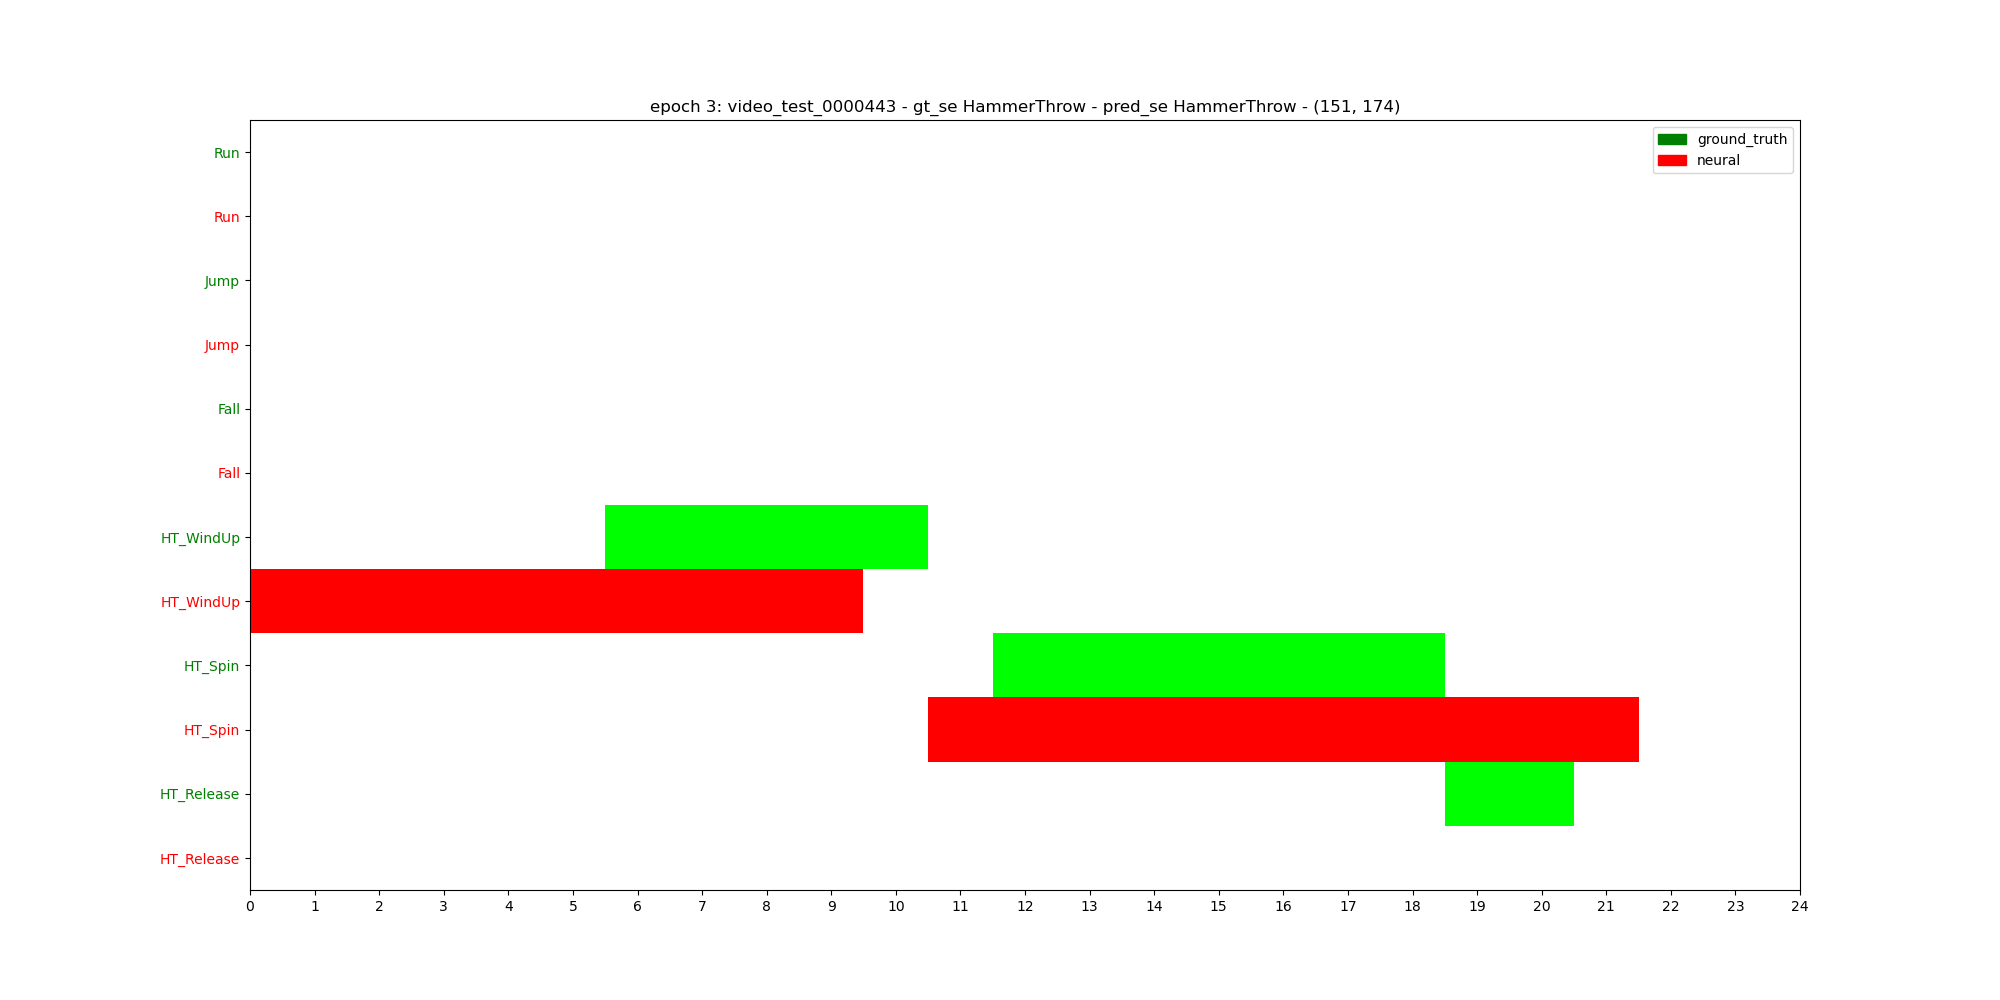 epoch 3: video_test_0000443 - gt_se HammerThrow - pred_se HammerThrow - (151, 174)
ground_truth
neural
Run
Run
Jump
Jump
Fall
Fall
HT_WindUp
HT_WindUp
HT_Spin
HT_Spin
HT_Release
HT_Release
0 1 2 3 4 5 6 7 8 9 10 11 12 13 14 15 16 17 18 19 20 21 22 23 24